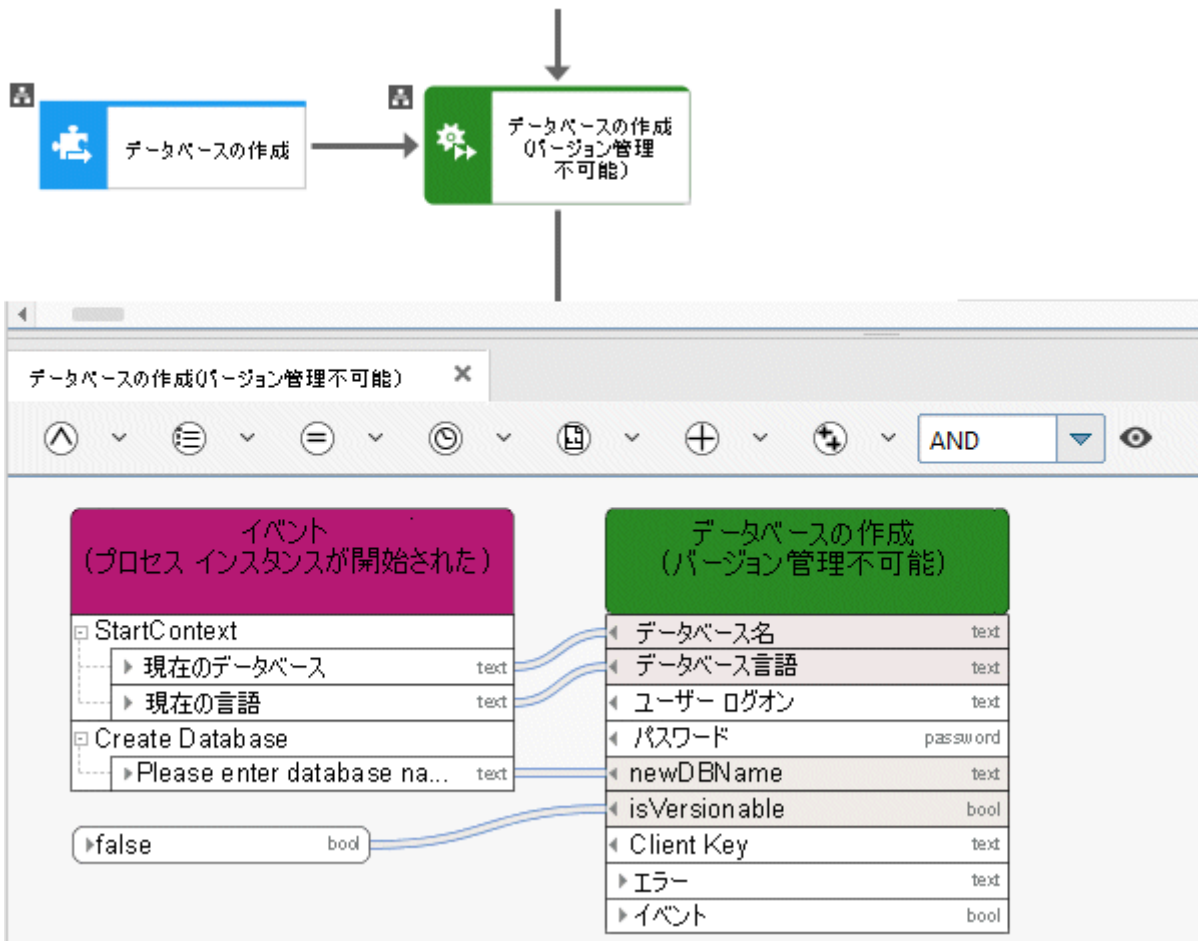 データベースの作成
データベースの作成
(バージョン管理
不可能)
データベースの作成(バージョン管理不可能)
AND
イベント
(プロセス インスタンスが開始された)
StartContext
現在のデータベース text
現在の言語 text
Create Database
Please enter database na... text
false bool
データベースの作成
(バージョン管理不可能)
データベース名 text
データベース言語 text
ユーザー ログオン text
パスワード password
newDBName text
isVersionable bool
Client Key text
エラー text
イベント bool